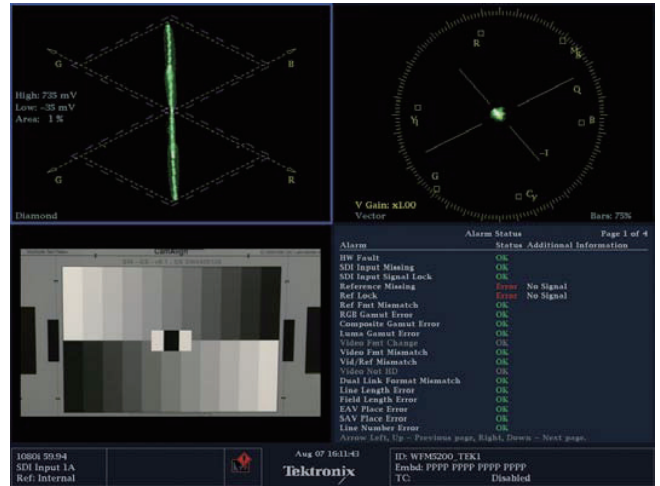 G
B
High: 735 mV
Low: –35 mV
Area: 1 %
G
R
Diamond
R
Q
Yl
B
–I
G
Cy
V Gain: x1.00
Vector
Bars: 75%
Alarm Status
Page 1 of 4
Alarm
Status
Additional Information
HW Fault OK
SDI Input Missing OK
SDI Input Signal Lock OK
Reference Missing Error No Signal
Ref Lock Error No Signal
Ref Fmt Mismatch OK
RGB Gamut Error OK
Composite Gamut Error OK
Luma Gamut Error OK
Video Fmt Change OK
Video Fmt Mismatch OK
Vid/Ref Mismatch OK
Video Not HD OK
Dual Link Format Mismatch OK
Line Length Error OK
Field Length Error OK
EAV Place Error OK
SAV Place Error OK
Line Number Error OK
Arrow Left, Up – Previous page, Right, Down – Next page.
CamAlign
1080i 59.94
SDI Input 1A
Ref: Internal
Aug 07 16:11:43
Tektronix
ID: WFM5200_TEK1
Embd: PPPP PPPP PPPP PPPP
TC: Disabled